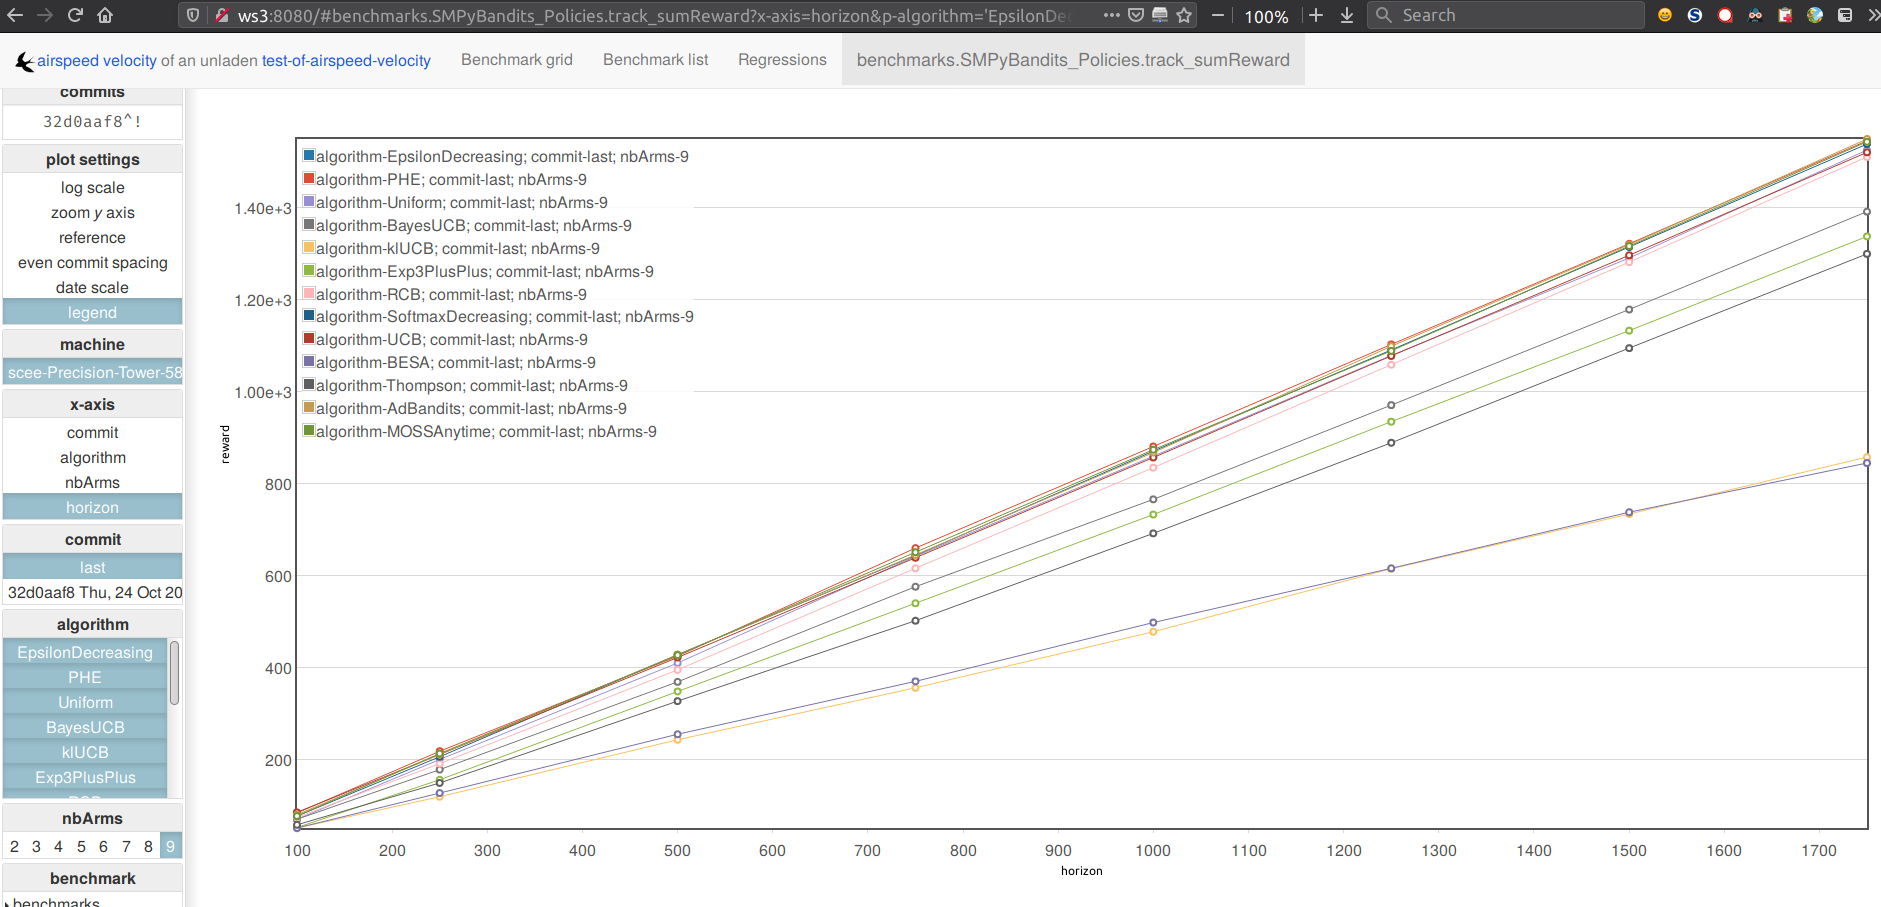 ws3:8080/#benchmarks.SMPyBandits_Policies.track_sumReward?x-axis=horizon&p-algorithm='EpsilonDec
100%
Search
airspeed velocity of an unladen test-of-airspeed-velocity
Benchmark grid
Benchmark list
Regressions
benchmarks.SMPyBandits_Policies.track_sumReward
commits
32d0aaf8^!
plot settings
log scale
zoom y axis
reference
even commit spacing
date scale
legend
machine
scee-Precision-Tower-58
x-axis
commit
algorithm
nbArms
horizon
commit
last
32d0aaf8 Thu, 24 Oct 20
algorithm
EpsilonDecreasing
PHE
Uniform
BayesUCB
klUCB
Exp3PlusPlus
nbArms
2 3 4 5 6 7 8 9
benchmark
benchmarks
algorithm-EpsilonDecreasing; commit-last; nbArms-9
algorithm-PHE; commit-last; nbArms-9
algorithm-Uniform; commit-last; nbArms-9
algorithm-BayesUCB; commit-last; nbArms-9
algorithm-klUCB; commit-last; nbArms-9
algorithm-Exp3PlusPlus; commit-last; nbArms-9
algorithm-RCB; commit-last; nbArms-9
algorithm-SoftmaxDecreasing; commit-last; nbArms-9
algorithm-UCB; commit-last; nbArms-9
algorithm-BESA; commit-last; nbArms-9
algorithm-Thompson; commit-last; nbArms-9
algorithm-AdBandits; commit-last; nbArms-9
algorithm-MOSSAnytime; commit-last; nbArms-9
1.40e+3
1.20e+3
1.00e+3
800
600
400
200
reward
100 200 300 400 500 600 700 800 900 1000 1100 1200 1300 1400 1500 1600 1700
horizon